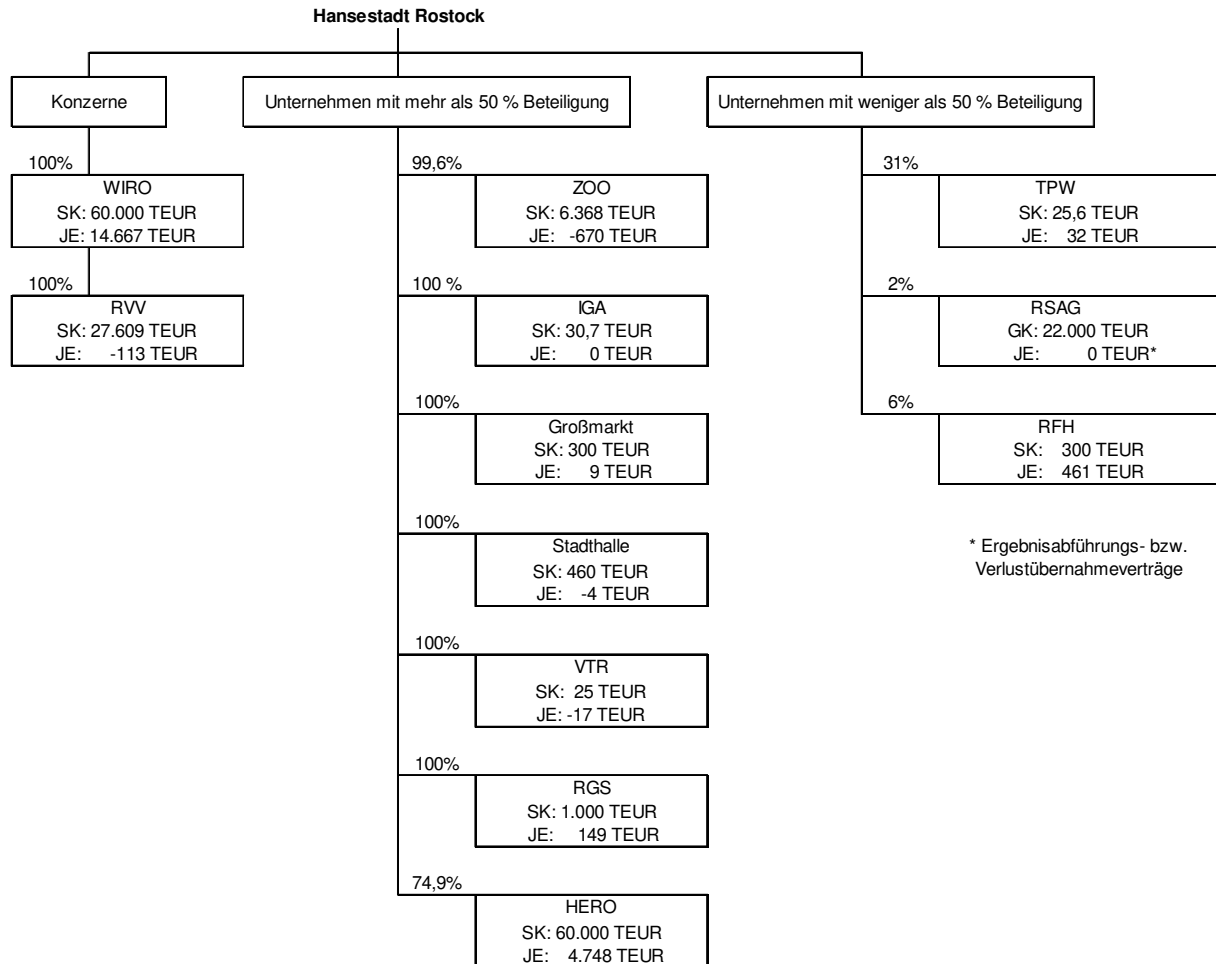 Hansestadt Rostock
Konzerne
Unternehmen mit mehr als 50 % Beteiligung
Unternehmen mit weniger als 50 % Beteiligung
100%
WIRO
SK: 60.000 TEUR
JE: 14.667 TEUR
100%
RVV
SK: 27.609 TEUR
JE: -113 TEUR
99,6%
ZOO
SK: 6.368 TEUR
JE: -670 TEUR
100 %
IGA
SK: 30,7 TEUR
JE: 0 TEUR
100%
Großmarkt
SK: 300 TEUR
JE: 9 TEUR
100%
Stadthalle
SK: 460 TEUR
JE: -4 TEUR
100%
VTR
SK: 25 TEUR
JE: -17 TEUR
100%
RGS
SK: 1.000 TEUR
JE: 149 TEUR
74,9%
HERO
SK: 60.000 TEUR
JE: 4.748 TEUR
31%
TPW
SK: 25,6 TEUR
JE: 32 TEUR
2%
RSAG
GK: 22.000 TEUR
JE: 0 TEUR*
6%
RFH
SK: 300 TEUR
JE: 461 TEUR
* Ergebnisabführungs- bzw.
Verlustübernahmeverträge